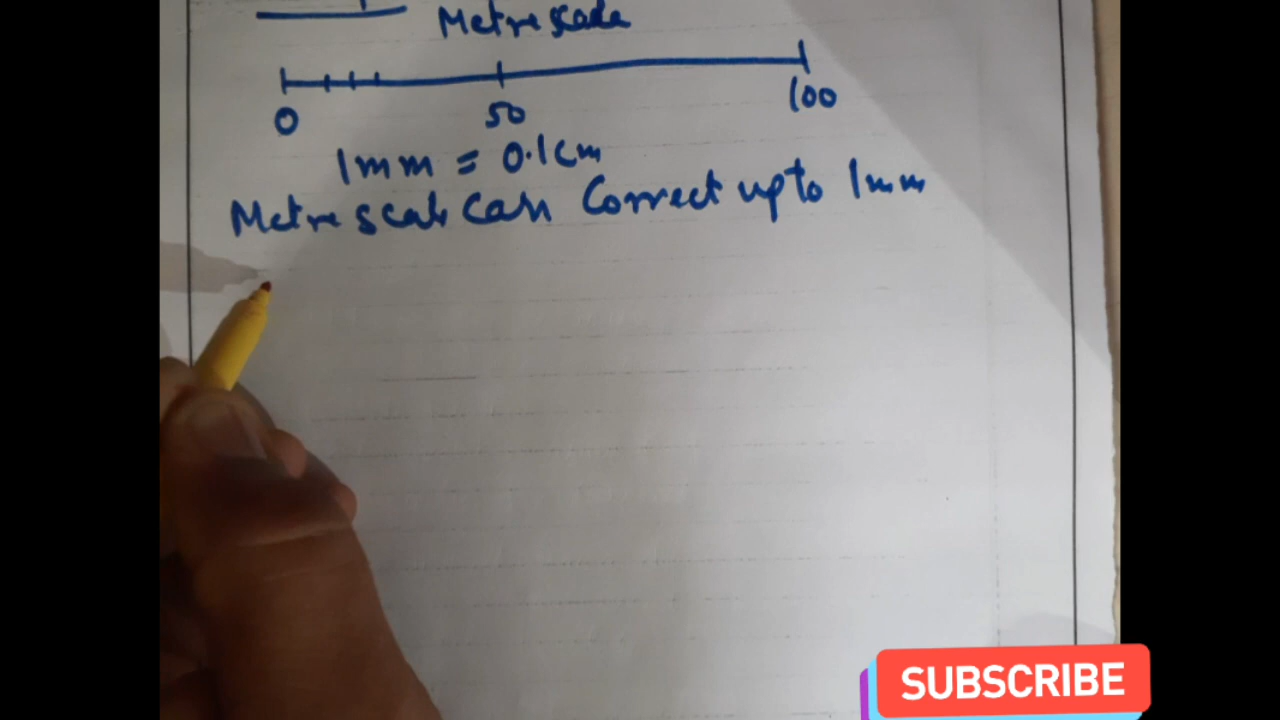 Metre scale
0 50 100
1mm = 0.1cm
Metre scale can correct upto 1mm
SUBSCRIBE